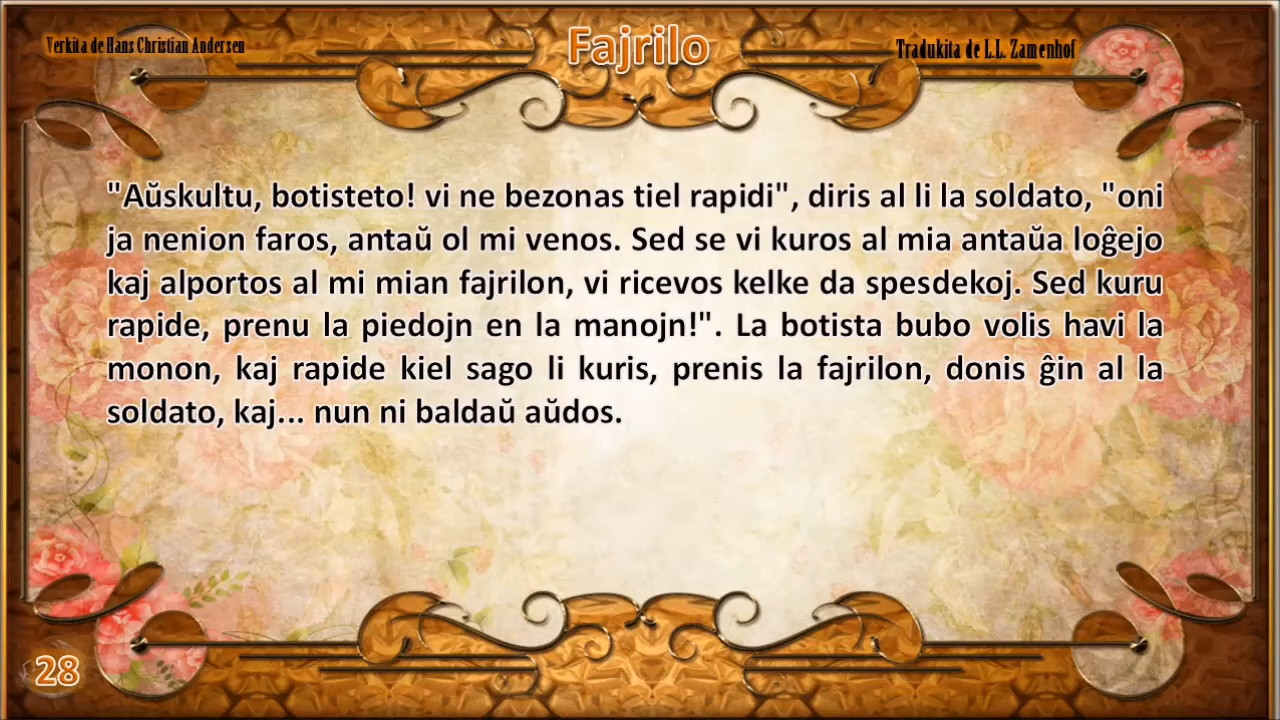 Verkita de Hans Christian Andersen
Fajrilo
Tradukita de L.L. Zamenhof
"Aŭskultu, botisteto! vi ne bezonas tiel rapidi", diris al li la soldato, "oni
ja nenion faros, antaŭ ol mi venos. Sed se vi kuros al mia antaŭa loĝejo
kaj alportos al mi mian fajrilon, vi ricevos kelke da spesdekoj. Sed kuru
rapide, prenu la piedojn en la manojn!". La botista bubo volis havi la
monon, kaj rapide kiel sago li kuris, prenis la fajrilon, donis ĝin al la
soldato, kaj... nun ni baldaŭ aŭdos.
28